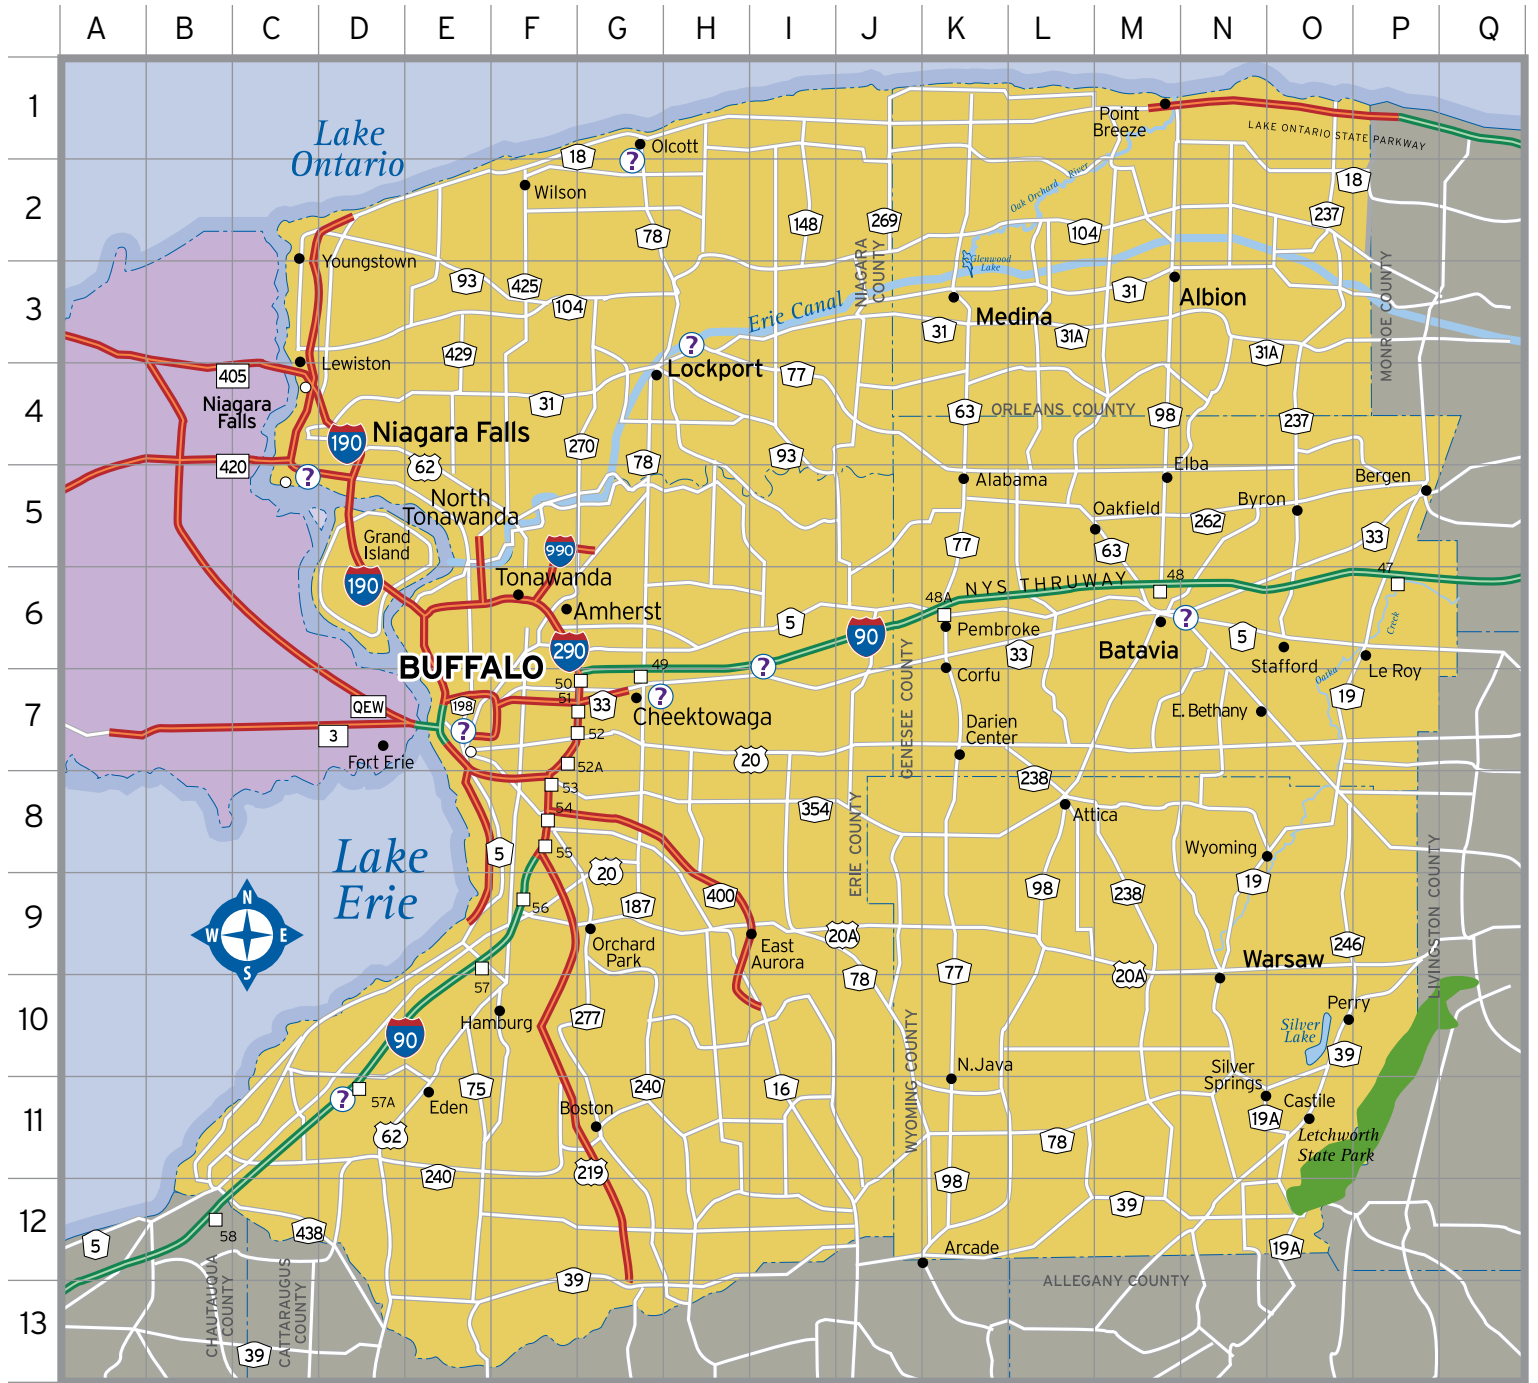 A B C D E F G H I J K L M N O P Q
1
Point
Breeze
LAKE ONTARIO STATE PARKWAY
Lake
Ontario
18
?
Olcott
2
Wilson
Oak Orchard River
18
237
78
148
269
104
NIAGARA
COUNTY
Youngstown
Glenwood
Lake
MONROE COUNTY
3
93
425
104
Erie Canal
31
Albion
Medina
31
31A
31A
429
?
Lewiston
Lockport
405
77
4
Niagara
Falls
31
63
ORLEANS COUNTY
98
237
190
Niagara Falls
270
93
420
62
78
Elba
?
Alabama
Bergen
5
North
Tonawanda
Oakfield
Byron
262
Grand
Island
77
63
33
990
190
Tonawanda
NYS THRUWAY
48
47
6
Amherst
48A
5
Pembroke
?
5
Creek
290
90
33
Batavia
BUFFALO
49
?
Corfu
Stafford
Le Roy
Oatka
50
51
33
?
GENESEE COUNTY
19
7
QEW
198
Cheektowaga
E. Bethany
3
?
52
Darien
Center
Fort Erie
52A
20
53
238
8
54
354
Attica
Lake
Erie
5
55
20
ERIE COUNTY
Wyoming
LIVINGSTON COUNTY
98
238
19
9
N
W E
S
56
187
400
Orchard
Park
East
Aurora
20A
246
Warsaw
57
78
77
20A
10
Hamburg
277
Perry
Silver
Lake
90
39
WYOMING COUNTY
N. Java
Silver
Springs
?
57A
75
240
16
11
Eden
Boston
Castile
19A
62
78
Letchworth
State Park
240
219
98
12
39
5
58
438
19A
Arcade
39
ALLEGANY COUNTY
CHAUTAUQUA
COUNTY
CATTARAUGUS
COUNTY
13
39